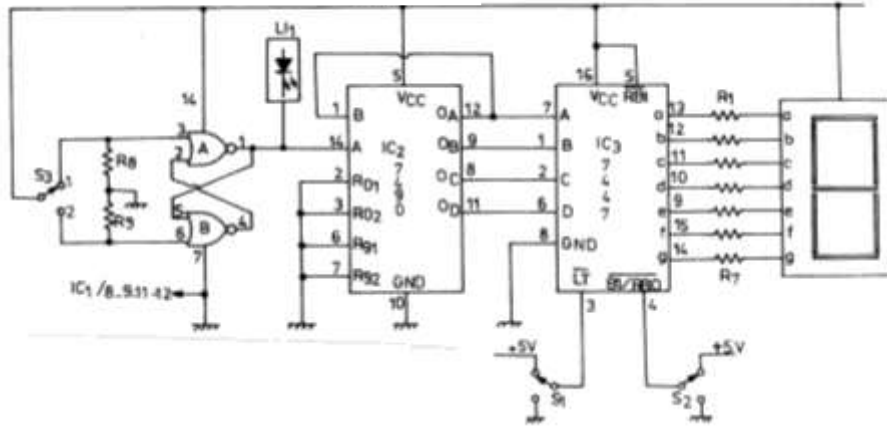 LI1
14
5
16
5
VCC
VCC
RBI
3
A
1
2
1
B
OA
12
7
A
a
13
R1
a
b
12
b
14
A
IC2
7
4
9
0
OB
9
1
B
IC3
7
4
4
7
c
11
c
S3
1
2
R8
R9
2
R01
OC
8
2
C
d
10
d
3
R02
OD
11
6
D
e
9
e
5
B
4
6
6
R91
8
GND
f
15
f
7
7
R92
GND
g
14
R7
g
IC1/8-9-11-12
10
LT
BI/RBO
3
4
+5V
+5V
S1
S2